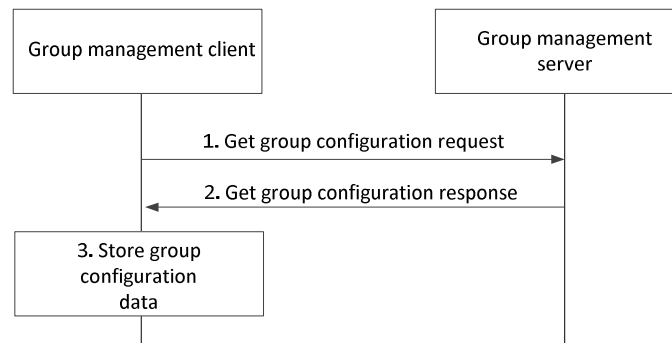 Group management client
Group management
server
1. Get group configuration request
2. Get group configuration response
3. Store group
configuration
data